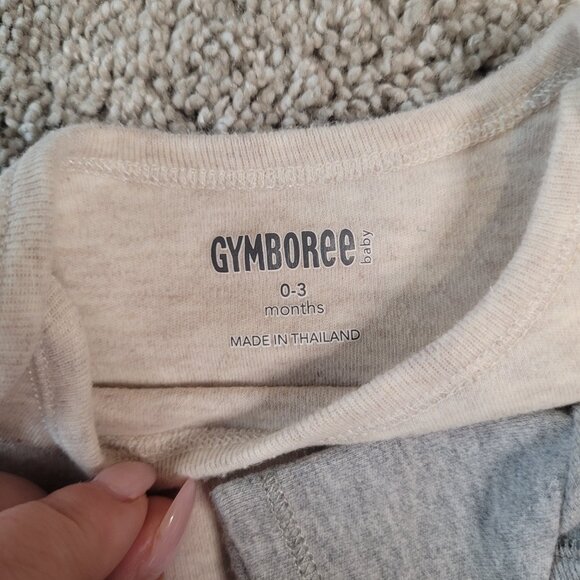 GYMBOREE baby
0-3
months
MADE IN THAILAND